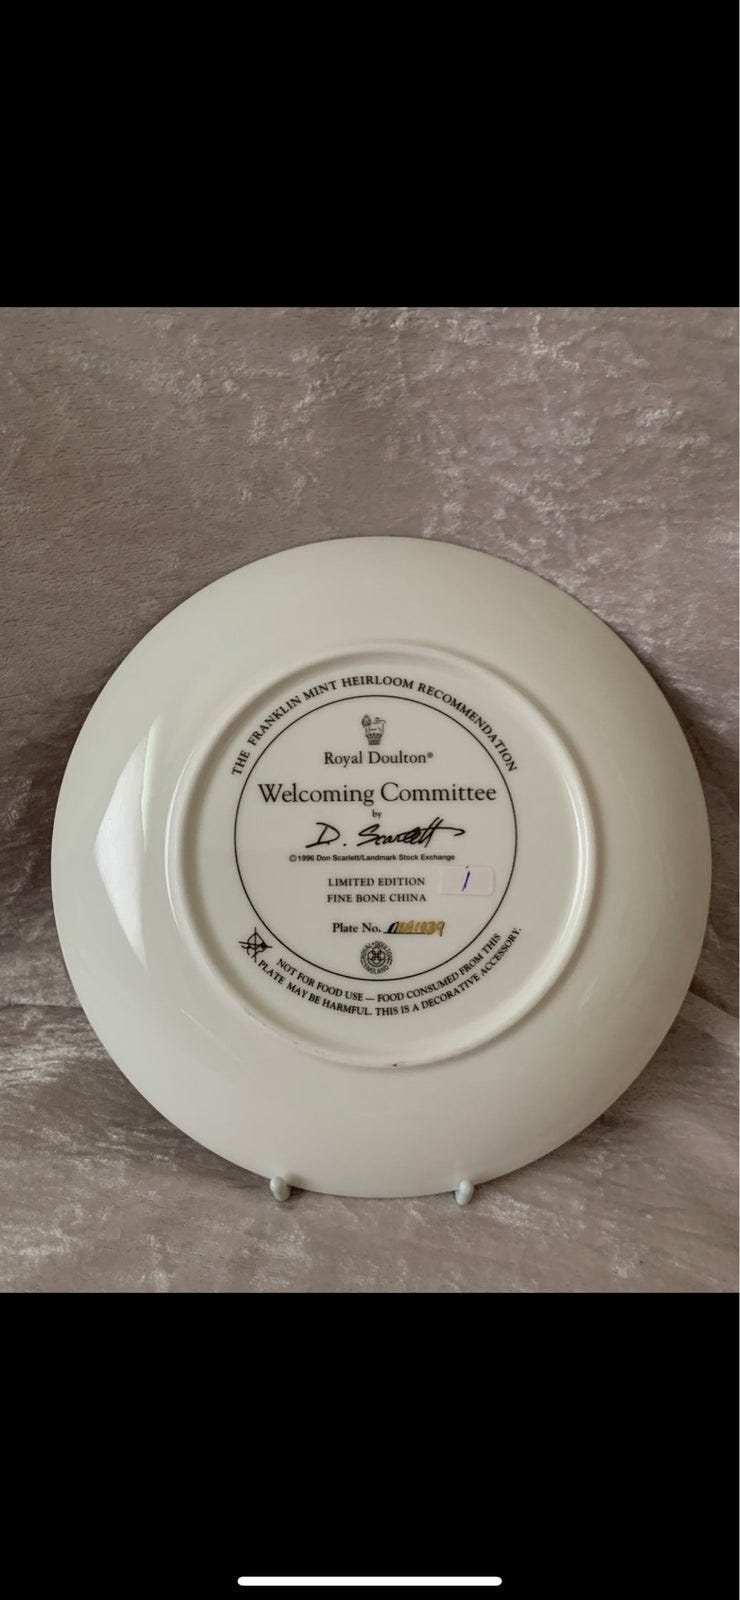 THE FRANKLIN MINT HEIRLOOM RECOMMENDATION
Royal Doulton®
Welcoming Committee
by
D. Scarlett
© 1996 Don Scarlett/Landmark Stock Exchange
LIMITED EDITION
FINE BONE CHINA
Plate No.
NOT FOR FOOD USE — FOOD CONSUMED FROM THIS
PLATE MAY BE HARMFUL. THIS IS A DECORATIVE ACCESSORY.